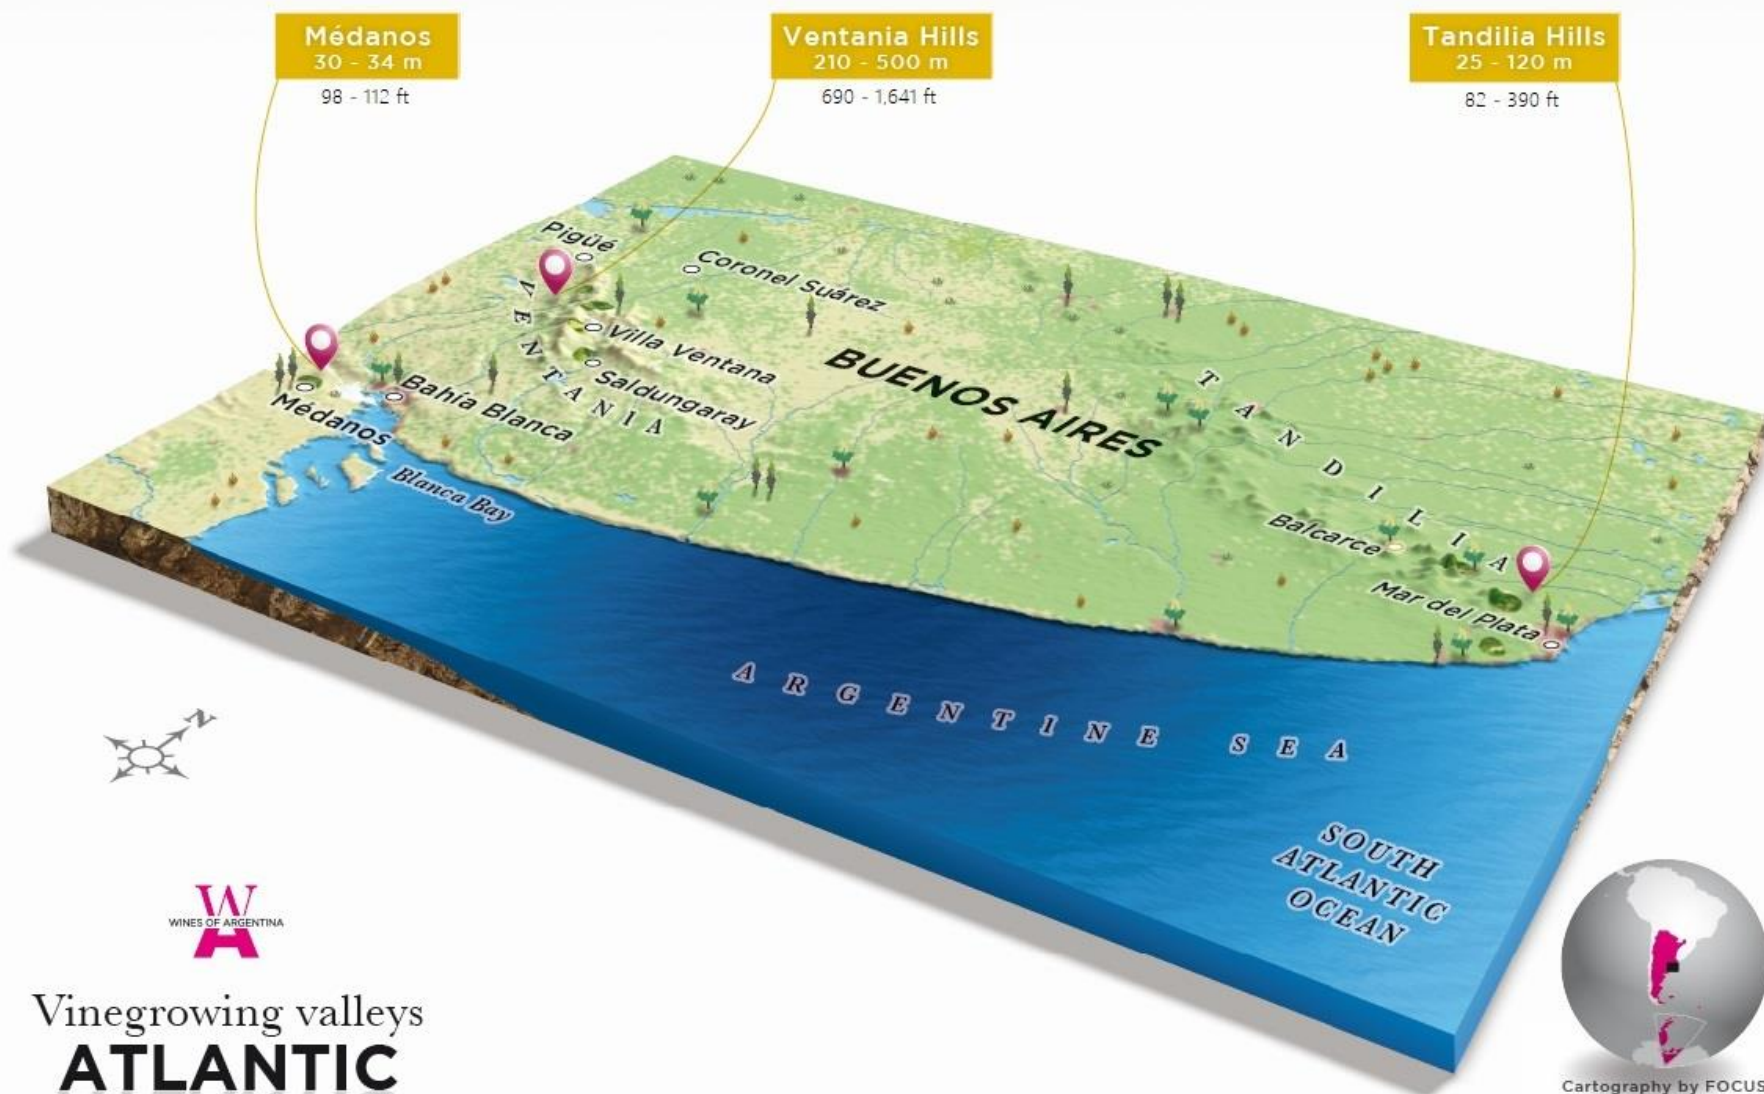 Médanos
30 - 34 m
98 - 112 ft
Ventania Hills
210 - 500 m
690 - 1,641 ft
Tandilia Hills
25 - 120 m
82 - 390 ft
Pigüé
Coronel Suárez
VENTANIA
Villa Ventana
Saldungaray
Médanos
Bahía Blanca
Blanca Bay
BUENOS AIRES
TANDILIA
Balcarce
Mar del Plata
ARGENTINE SEA
SOUTH
ATLANTIC
OCEAN
N
WA
WINES OF ARGENTINA
Vinegrowing valleys
ATLANTIC
Cartography by FOCUS